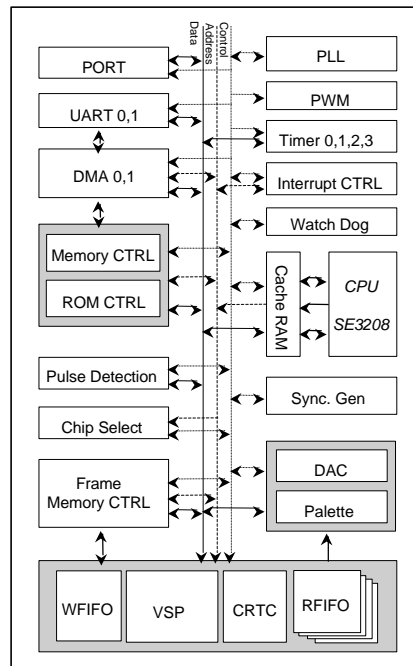 Control
Address
Data
PORT
UART 0,1
DMA 0,1
Memory CTRL
ROM CTRL
Pulse Detection
Chip Select
Frame
Memory CTRL
PLL
PWM
Timer 0,1,2,3
Interrupt CTRL
Watch Dog
Cache RAM
CPU
SE3208
Sync. Gen
DAC
Palette
WFIFO
VSP
CRTC
RFIFO